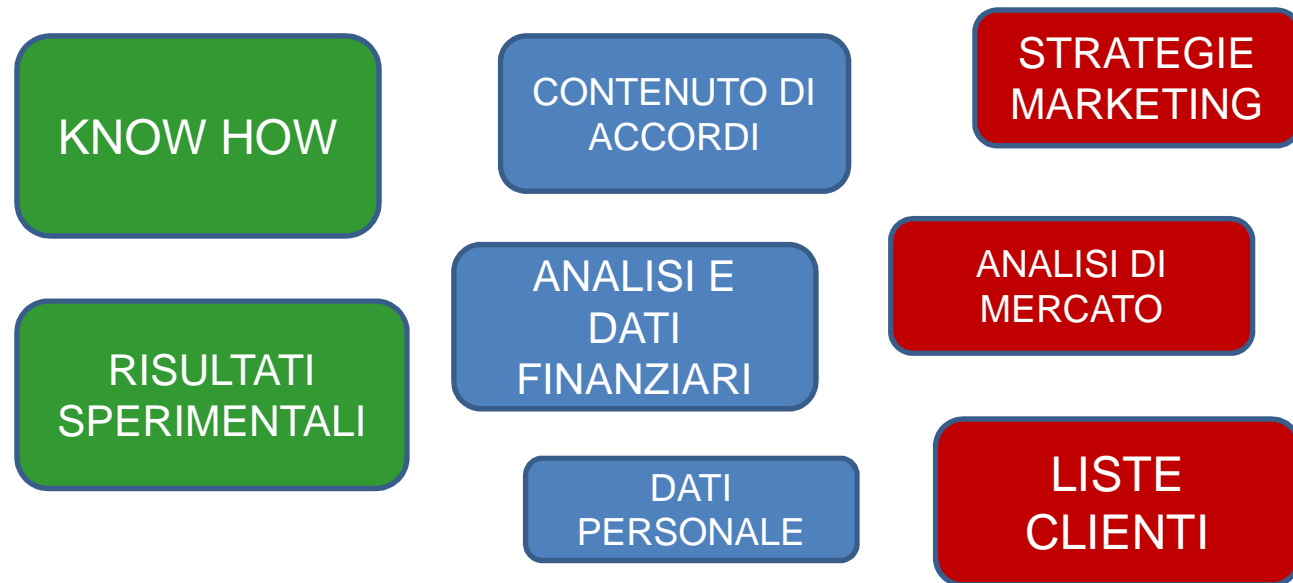 KNOW HOW
RISULTATI
SPERIMENTALI
CONTENUTO DI
ACCORDI
ANALISI E
DATI
FINANZIARI
DATI
PERSONALE
STRATEGIE
MARKETING
ANALISI DI
MERCATO
LISTE
CLIENTI